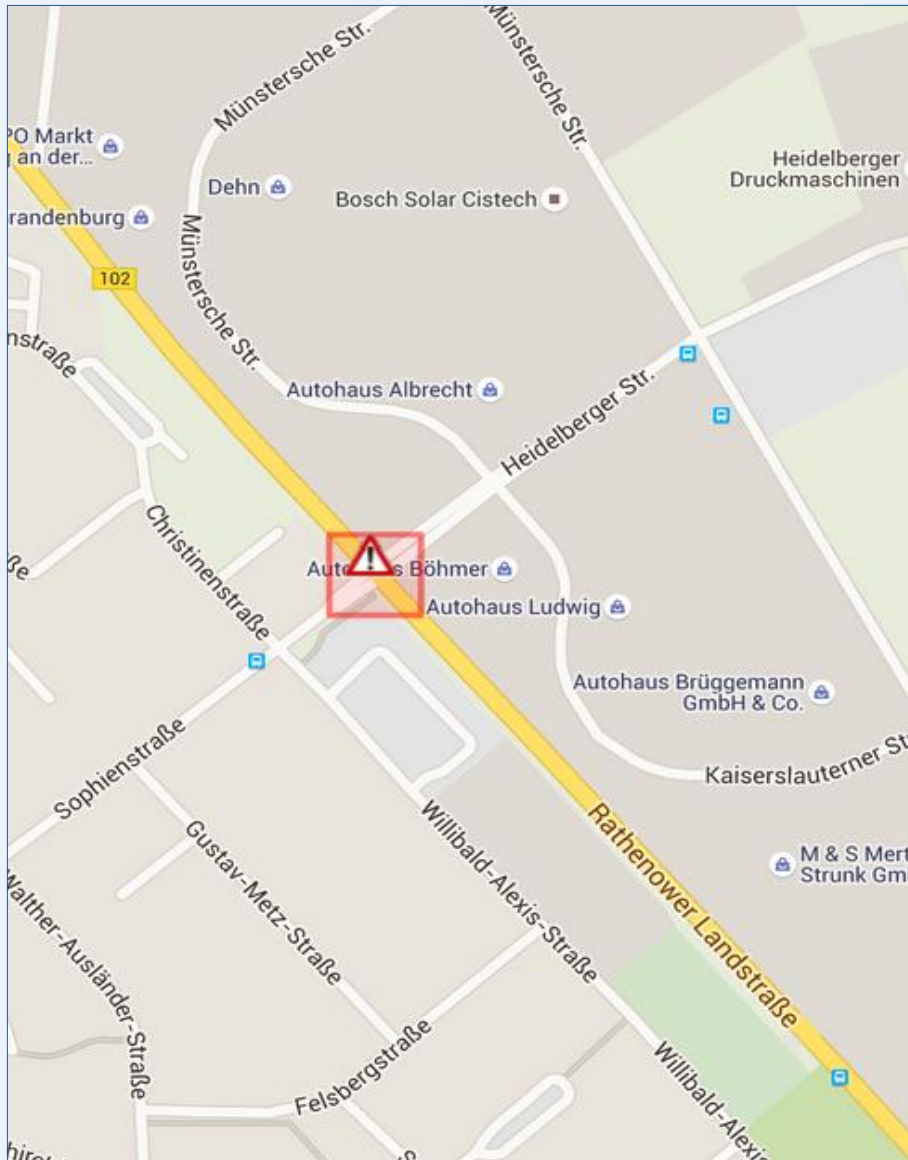 Münstersche Str.
Münstersche Str.
PO Markt
an der...
Dehn
Bosch Solar Cistech
Heidelberger
Druckmaschinen
randenburg
Münstersche Str.
102
nstraße
Autohaus Albrecht
Heidelberger Str.
Christinenstraße
ße
!
Böhmer
Autohaus Ludwig
Autohaus Brüggemann
GmbH & Co.
Sophienstraße
Kaiserslauterner
Gustav-Metz-Straße
Willibald-Alexis-Straße
Rathenower Landstraße
M & S Mert
Strunk Gm
Walther-Ausländer-Straße
Felsbergstraße
Willibald-Alexis